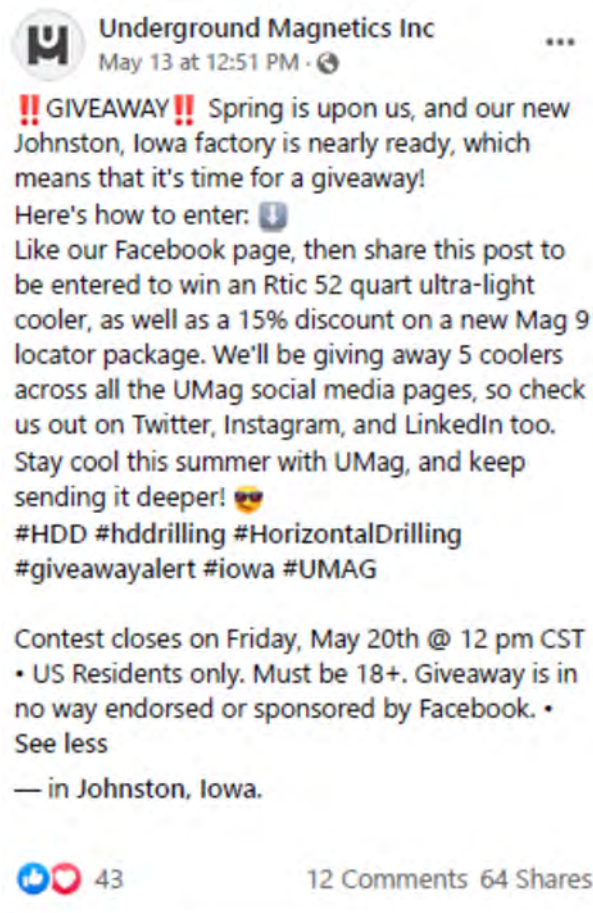 Underground Magnetics Inc
May 13 at 12:51 PM ·
‼️GIVEAWAY‼️ Spring is upon us, and our new
Johnston, Iowa factory is nearly ready, which
means that it's time for a giveaway!
Here's how to enter: ⬇️
Like our Facebook page, then share this post to
be entered to win an Rtic 52 quart ultra-light
cooler, as well as a 15% discount on a new Mag 9
locator package. We'll be giving away 5 coolers
across all the UMag social media pages, so check
us out on Twitter, Instagram, and LinkedIn too.
Stay cool this summer with UMag, and keep
sending it deeper! 😎
#HDD #hddrilling #HorizontalDrilling
#giveawayalert #iowa #UMAG
Contest closes on Friday, May 20th @ 12 pm CST
• US Residents only. Must be 18+. Giveaway is in
no way endorsed or sponsored by Facebook. •
See less
— in Johnston, Iowa.
43 12 Comments 64 Shares